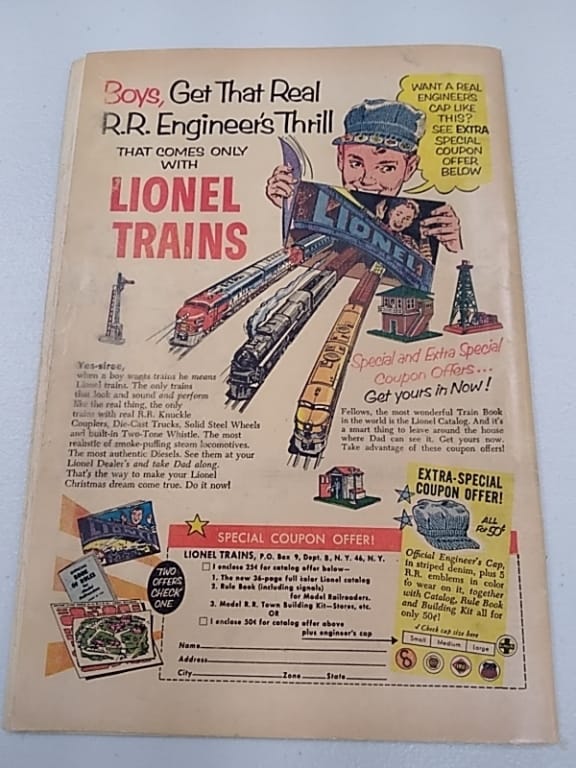 Boys, Get That Real
R.R. Engineer's Thrill
THAT COMES ONLY
WITH
LIONEL
TRAINS
WANT A REAL
ENGINEER'S
CAP LIKE
THIS?
SEE EXTRA
SPECIAL
COUPON
OFFER
BELOW
LIONEL
Special and Extra Special
Coupon Offers...
Get yours in Now!
Yes-siree,
when a boy wants trains he means
Lionel trains. The only trains
that look and sound and perform
like the real thing, the only
trains with real R.R. Knuckle
Couplers, Die-Cast Trucks, Solid Steel Wheels
and built-in Two-Tone Whistle. The most
realistic of smoke-puffing steam locomotives.
The most authentic Diesels. See them at your
Lionel Dealer's and take Dad along.
That's the way to make your Lionel
Christmas dream come true. Do it now!
Fellows, the most wonderful Train Book
in the world is the Lionel Catalog. And it's
a smart thing to leave around the house
where Dad can see it. Get yours now.
Take advantage of these coupon offers!
EXTRA-SPECIAL
COUPON OFFER!
ALL
For 50¢
Official Engineer's Cap,
in striped denim, plus 5
R.R. emblems in color
to wear on it, together
with Catalog, Rule Book
and Building Kit all for
only 50¢!
✓ Check cap size here
Small Medium Large
LIONEL
BOOK
OF RULES
TWO
OFFERS
CHECK
ONE
SPECIAL COUPON OFFER!
LIONEL TRAINS, P.O. Box 9, Dept. B, N.Y. 46, N.Y.
I enclose 25¢ for catalog offer below—
1. The new 36-page full color Lionel catalog
2. Rule Book (including signals)
for Model Railroaders.
3. Model R.R. Town Building Kit—Stores, etc.
OR
I enclose 50¢ for catalog offer above
plus engineer's cap
Name
Address
City Zone State